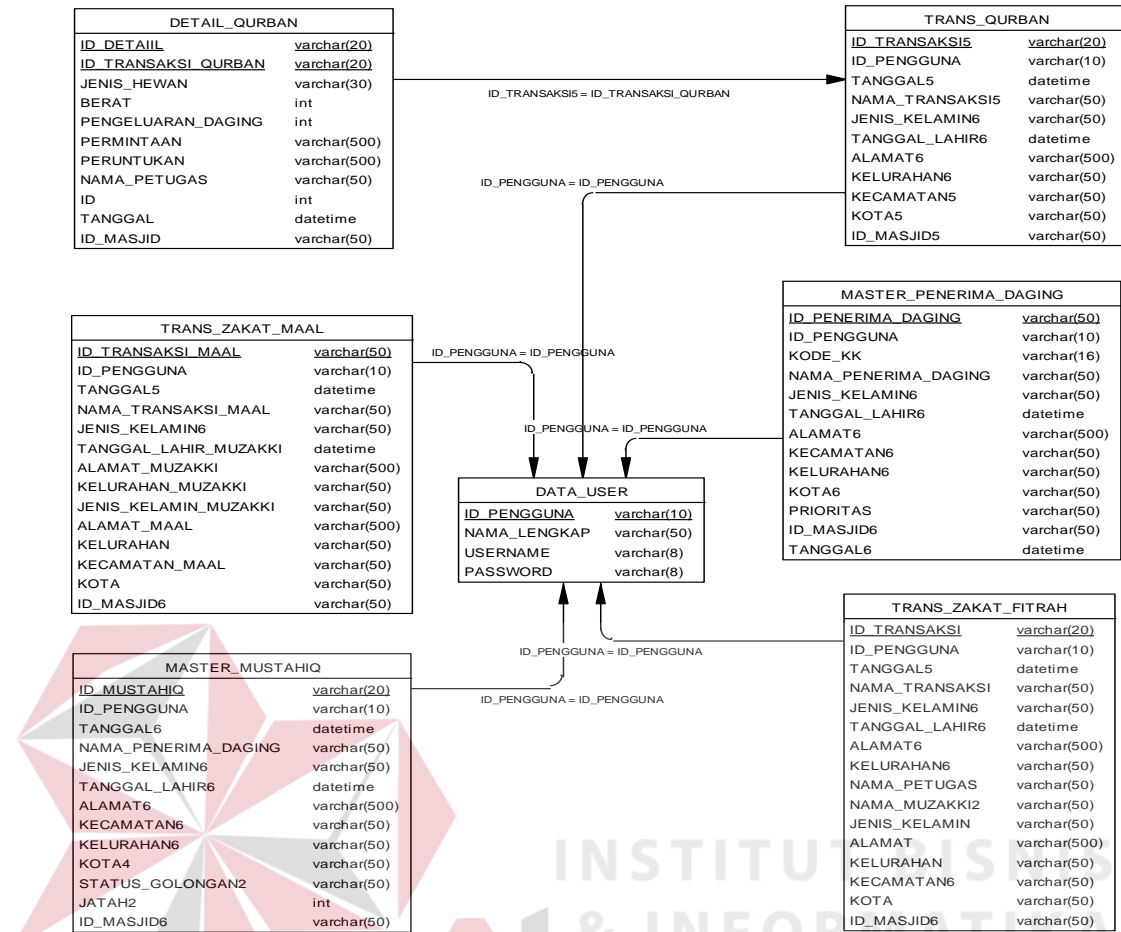 DETAIL_QURBAN
ID_DETAIIL varchar(20)
ID_TRANSAKSI_QURBAN varchar(20)
JENIS_HEWAN varchar(30)
BERAT int
PENGELUARAN_DAGING int
PERMINTAAN varchar(500)
PERUNTUKAN varchar(500)
NAMA_PETUGAS varchar(50)
ID int
TANGGAL datetime
ID_MASJID varchar(50)
ID_TRANSAKSI5 = ID_TRANSAKSI_QURBAN
TRANS_QURBAN
ID_TRANSAKSI5 varchar(20)
ID_PENGGUNA varchar(10)
TANGGAL5 datetime
NAMA_TRANSAKSI5 varchar(50)
JENIS_KELAMIN6 varchar(50)
TANGGAL_LAHIR6 datetime
ALAMAT6 varchar(500)
KELURAHAN6 varchar(50)
KECAMATAN5 varchar(50)
KOTA5 varchar(50)
ID_MASJID5 varchar(50)
ID_PENGGUNA = ID_PENGGUNA
TRANS_ZAKAT_MAAL
ID_TRANSAKSI_MAAL varchar(50)
ID_PENGGUNA varchar(10)
TANGGAL5 datetime
NAMA_TRANSAKSI_MAAL varchar(50)
JENIS_KELAMIN6 varchar(50)
TANGGAL_LAHIR_MUZAKKI datetime
ALAMAT_MUZAKKI varchar(500)
KELURAHAN_MUZAKKI varchar(50)
JENIS_KELAMIN_MUZAKKI varchar(50)
ALAMAT_MAAL varchar(500)
KELURAHAN varchar(50)
KECAMATAN_MAAL varchar(50)
KOTA varchar(50)
ID_MASJID6 varchar(50)
ID_PENGGUNA = ID_PENGGUNA
MASTER_PENERIMA_DAGING
ID_PENERIMA_DAGING varchar(50)
ID_PENGGUNA varchar(10)
KODE_KK varchar(16)
NAMA_PENERIMA_DAGING varchar(50)
JENIS_KELAMIN6 varchar(50)
TANGGAL_LAHIR6 datetime
ALAMAT6 varchar(500)
KECAMATAN6 varchar(50)
KELURAHAN6 varchar(50)
KOTA6 varchar(50)
PRIORITAS varchar(50)
ID_MASJID6 varchar(50)
TANGGAL6 datetime
ID_PENGGUNA = ID_PENGGUNA
DATA_USER
ID_PENGGUNA varchar(10)
NAMA_LENGKAP varchar(50)
USERNAME varchar(8)
PASSWORD varchar(8)
ID_PENGGUNA = ID_PENGGUNA
ID_PENGGUNA = ID_PENGGUNA
MASTER_MUSTAHIQ
ID_MUSTAHIQ varchar(20)
ID_PENGGUNA varchar(10)
TANGGAL6 datetime
NAMA_PENERIMA_DAGING varchar(50)
JENIS_KELAMIN6 varchar(50)
TANGGAL_LAHIR6 datetime
ALAMAT6 varchar(500)
KECAMATAN6 varchar(50)
KELURAHAN6 varchar(50)
KOTA4 varchar(50)
STATUS_GOLONGAN2 varchar(50)
JATAH2 int
ID_MASJID6 varchar(50)
TRANS_ZAKAT_FITRAH
ID_TRANSAKSI varchar(20)
ID_PENGGUNA varchar(10)
TANGGAL5 datetime
NAMA_TRANSAKSI varchar(50)
JENIS_KELAMIN6 varchar(50)
TANGGAL_LAHIR6 datetime
ALAMAT6 varchar(500)
KELURAHAN6 varchar(50)
NAMA_PETUGAS varchar(50)
NAMA_MUZAKKI2 varchar(50)
JENIS_KELAMIN varchar(50)
ALAMAT varchar(500)
KELURAHAN varchar(50)
KECAMATAN6 varchar(50)
KOTA varchar(50)
ID_MASJID6 varchar(50)
INSTITUT BISNIS
& INFORMATIKA